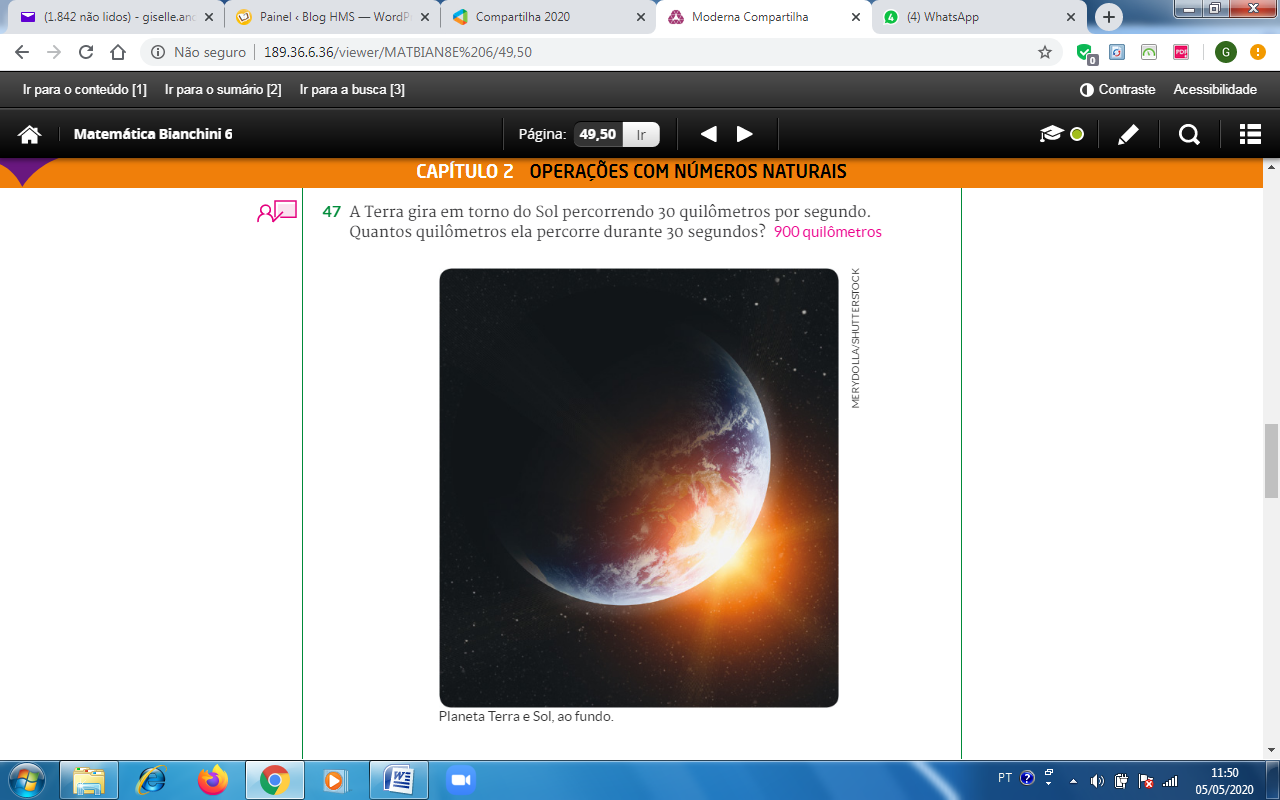 (1.842 não lidos) - giselle.anc
Painel ‹ Blog HMS — WordPr
Compartilha 2020
Moderna Compartilha
(4) WhatsApp
Não seguro | 189.36.6.36/viewer/MATBIAN8E%206/49,50
0
G
Ir para o conteúdo [1] Ir para o sumário [2] Ir para a busca [3]
Contraste Acessibilidade
Matemática Bianchini 6
Página: 49,50 Ir
CAPÍTULO 2 OPERAÇÕES COM NÚMEROS NATURAIS
47 A Terra gira em torno do Sol percorrendo 30 quilômetros por segundo.
Quantos quilômetros ela percorre durante 30 segundos? 900 quilômetros
MERYDOLLA/SHUTTERSTOCK
Planeta Terra e Sol, ao fundo.
PT
11:50
05/05/2020